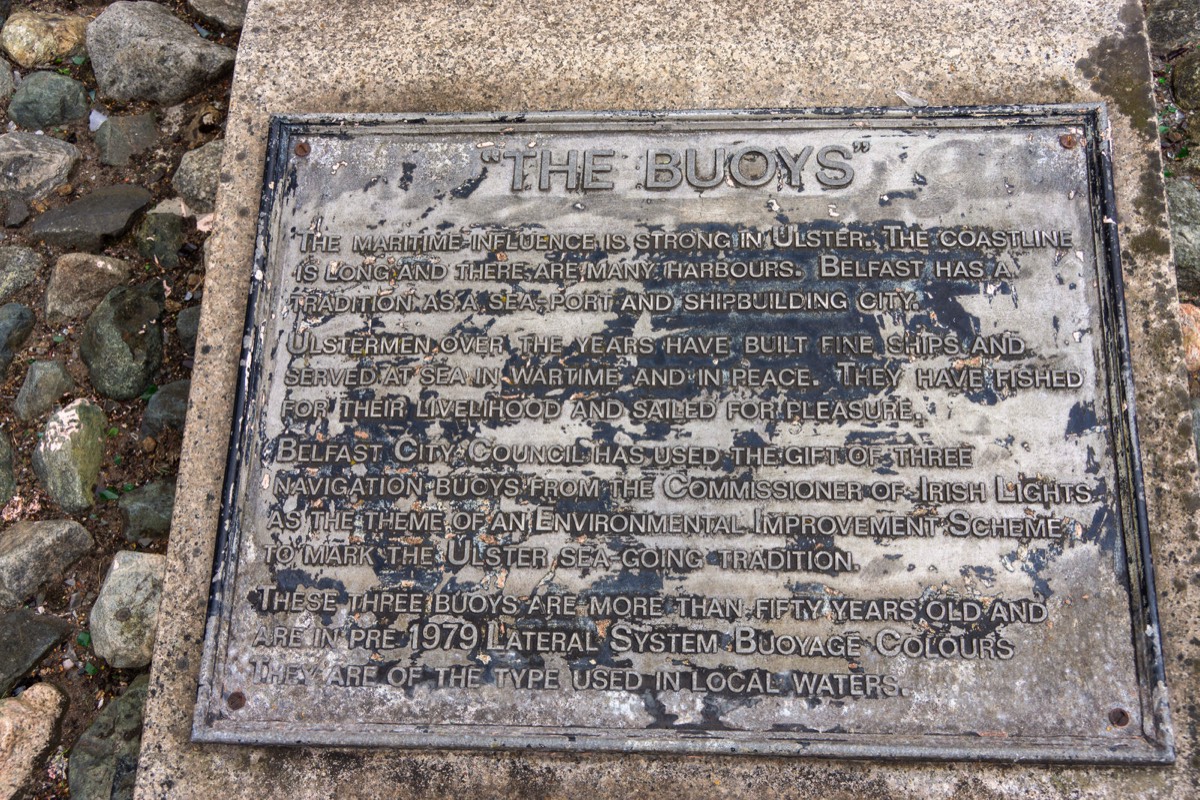 “THE BUOYS”
THE MARITIME INFLUENCE IS STRONG IN ULSTER. THE COASTLINE
IS LONG AND THERE ARE MANY HARBOURS. BELFAST HAS A
TRADITION AS A SEA-PORT AND SHIPBUILDING CITY.
ULSTERMEN OVER THE YEARS HAVE BUILT FINE SHIPS AND
SERVED AT SEA IN WARTIME AND IN PEACE. THEY HAVE FISHED
FOR THEIR LIVELIHOOD AND SAILED FOR PLEASURE.
BELFAST CITY COUNCIL HAS USED THE GIFT OF THREE
NAVIGATION BUOYS FROM THE COMMISSIONER OF IRISH LIGHTS
AS THE THEME OF AN ENVIRONMENTAL IMPROVEMENT SCHEME
TO MARK THE ULSTER SEA-GOING TRADITION.
THESE THREE BUOYS ARE MORE THAN FIFTY YEARS OLD AND
ARE IN PRE 1979 LATERAL SYSTEM BUOYAGE COLOURS
THEY ARE OF THE TYPE USED IN LOCAL WATERS.